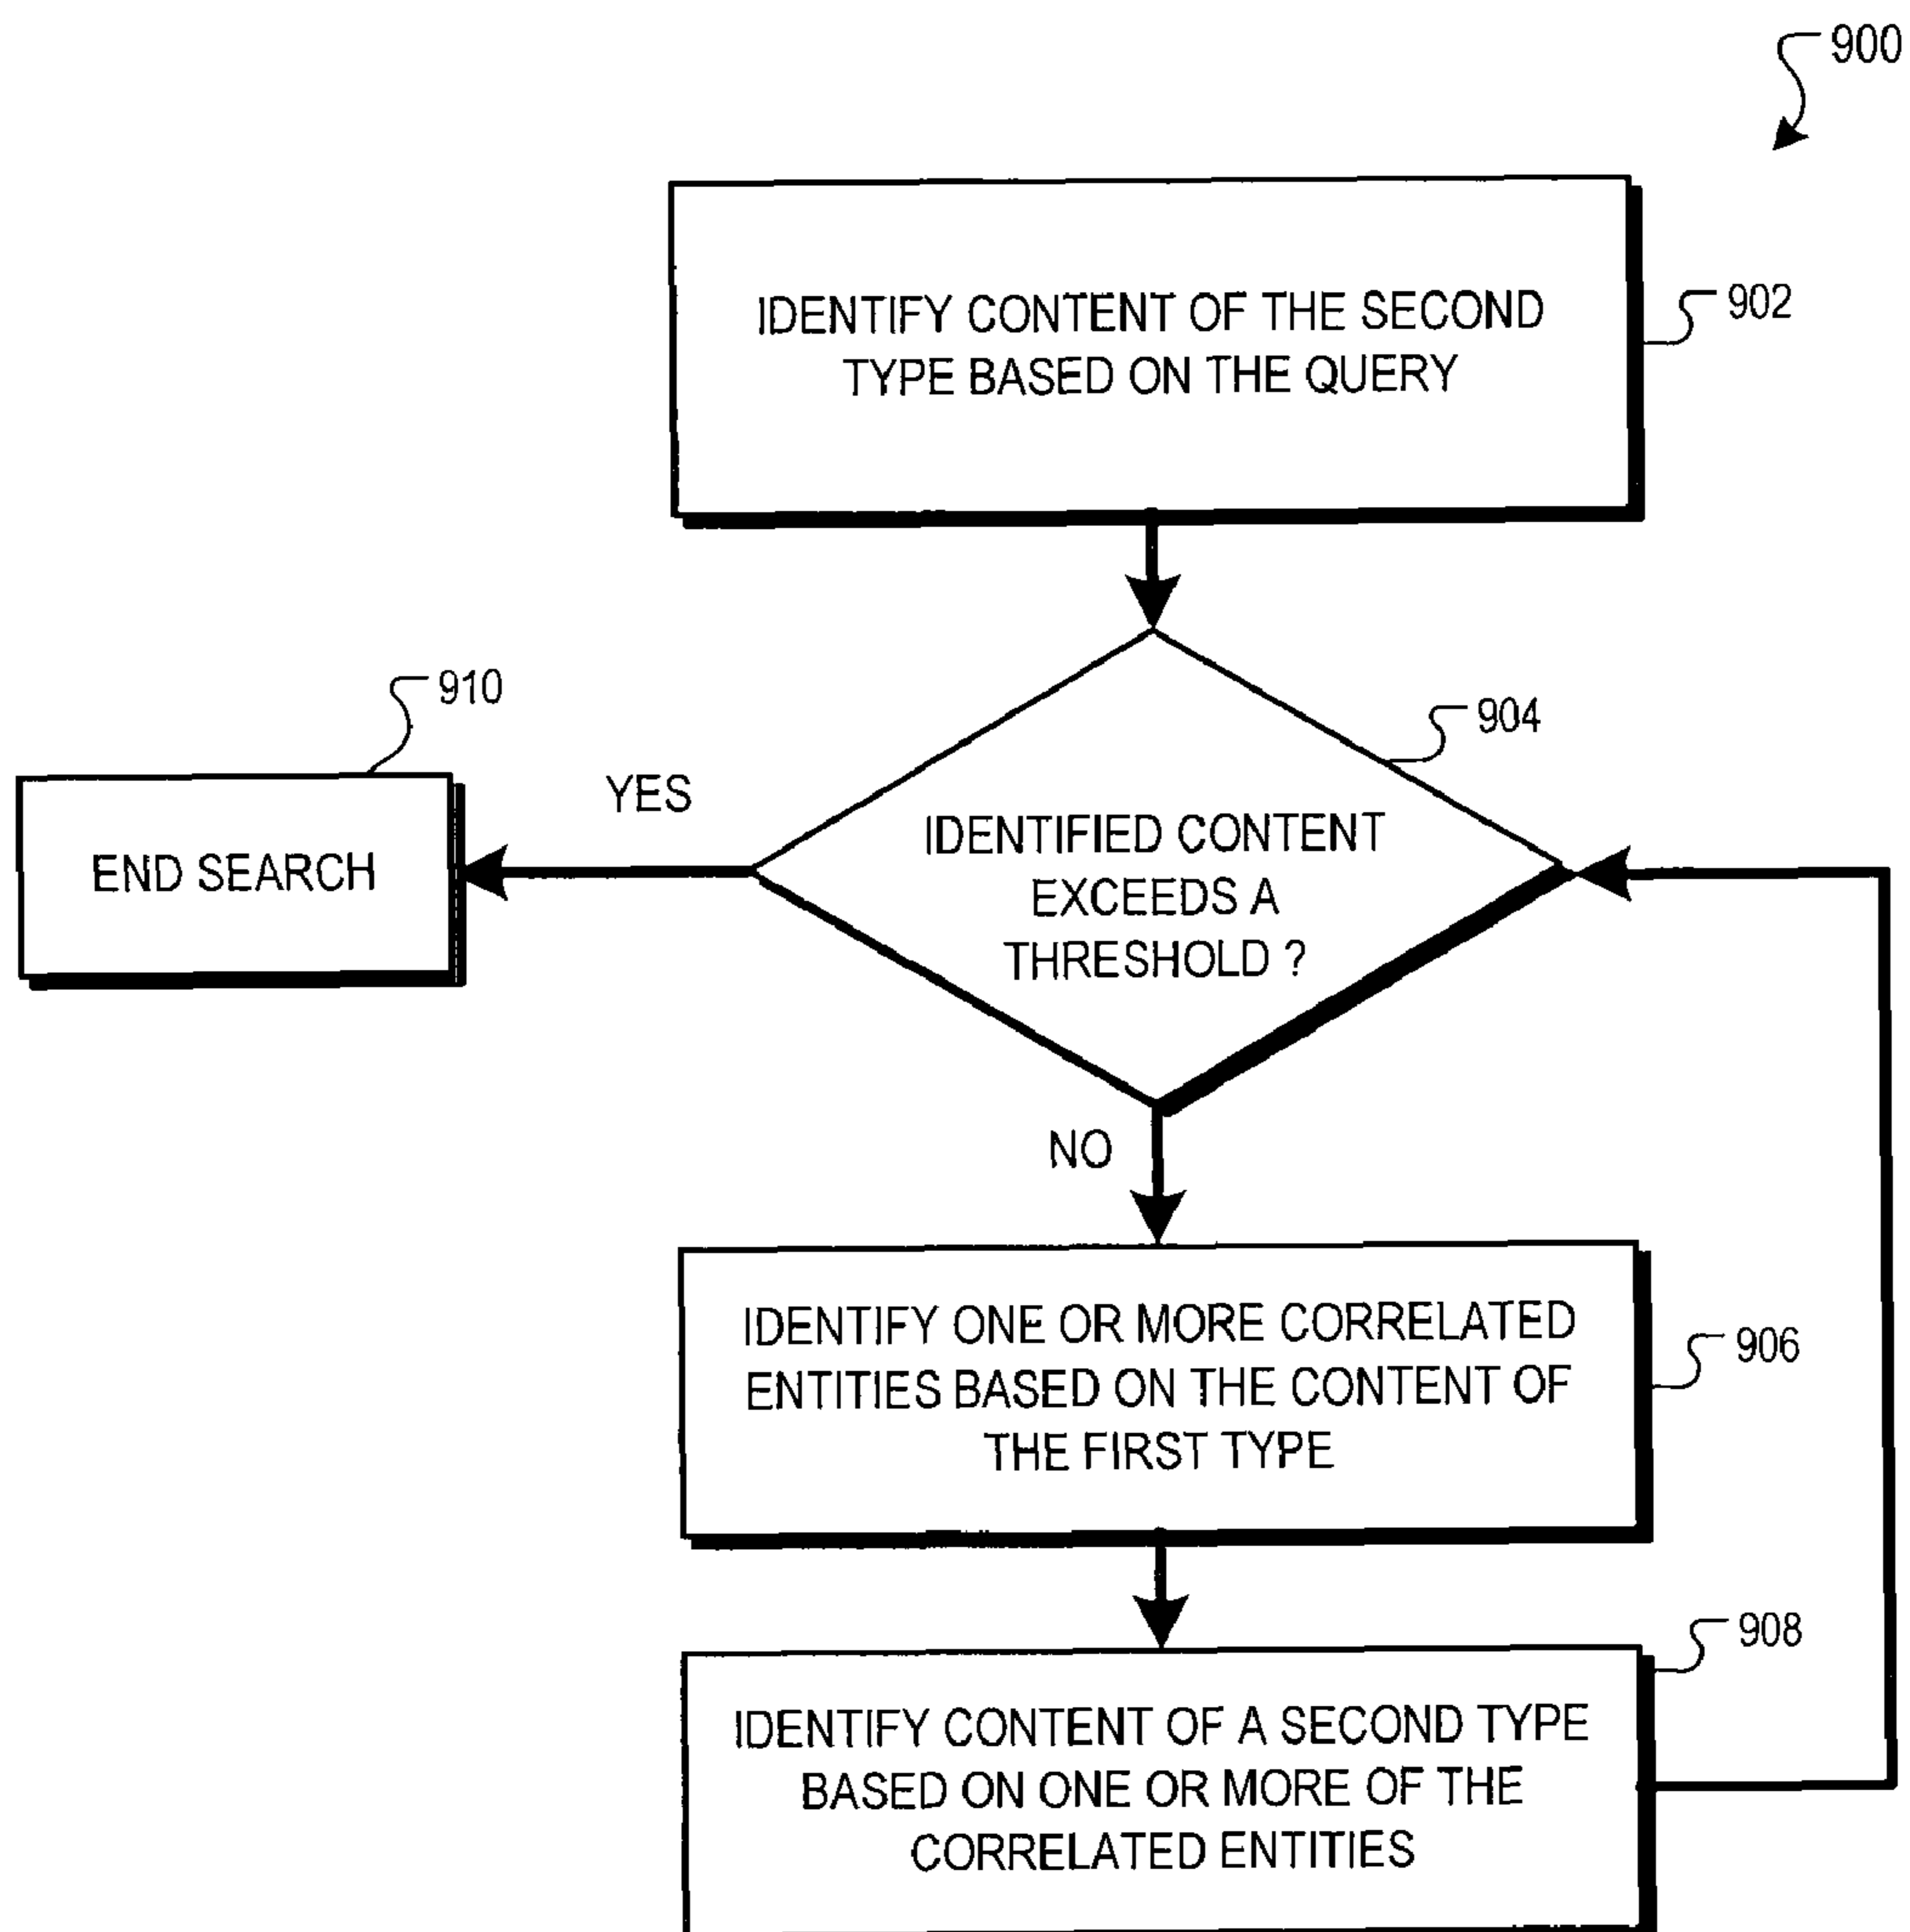 900
IDENTIFY CONTENT OF THE SECOND
TYPE BASED ON THE QUERY
902
910
904
YES
END SEARCH
IDENTIFIED CONTENT
EXCEEDS A
THRESHOLD ?
NO
IDENTIFY ONE OR MORE CORRELATED
ENTITIES BASED ON THE CONTENT OF
THE FIRST TYPE
906
908
IDENTIFY CONTENT OF A SECOND TYPE
BASED ON ONE OR MORE OF THE
CORRELATED ENTITIES